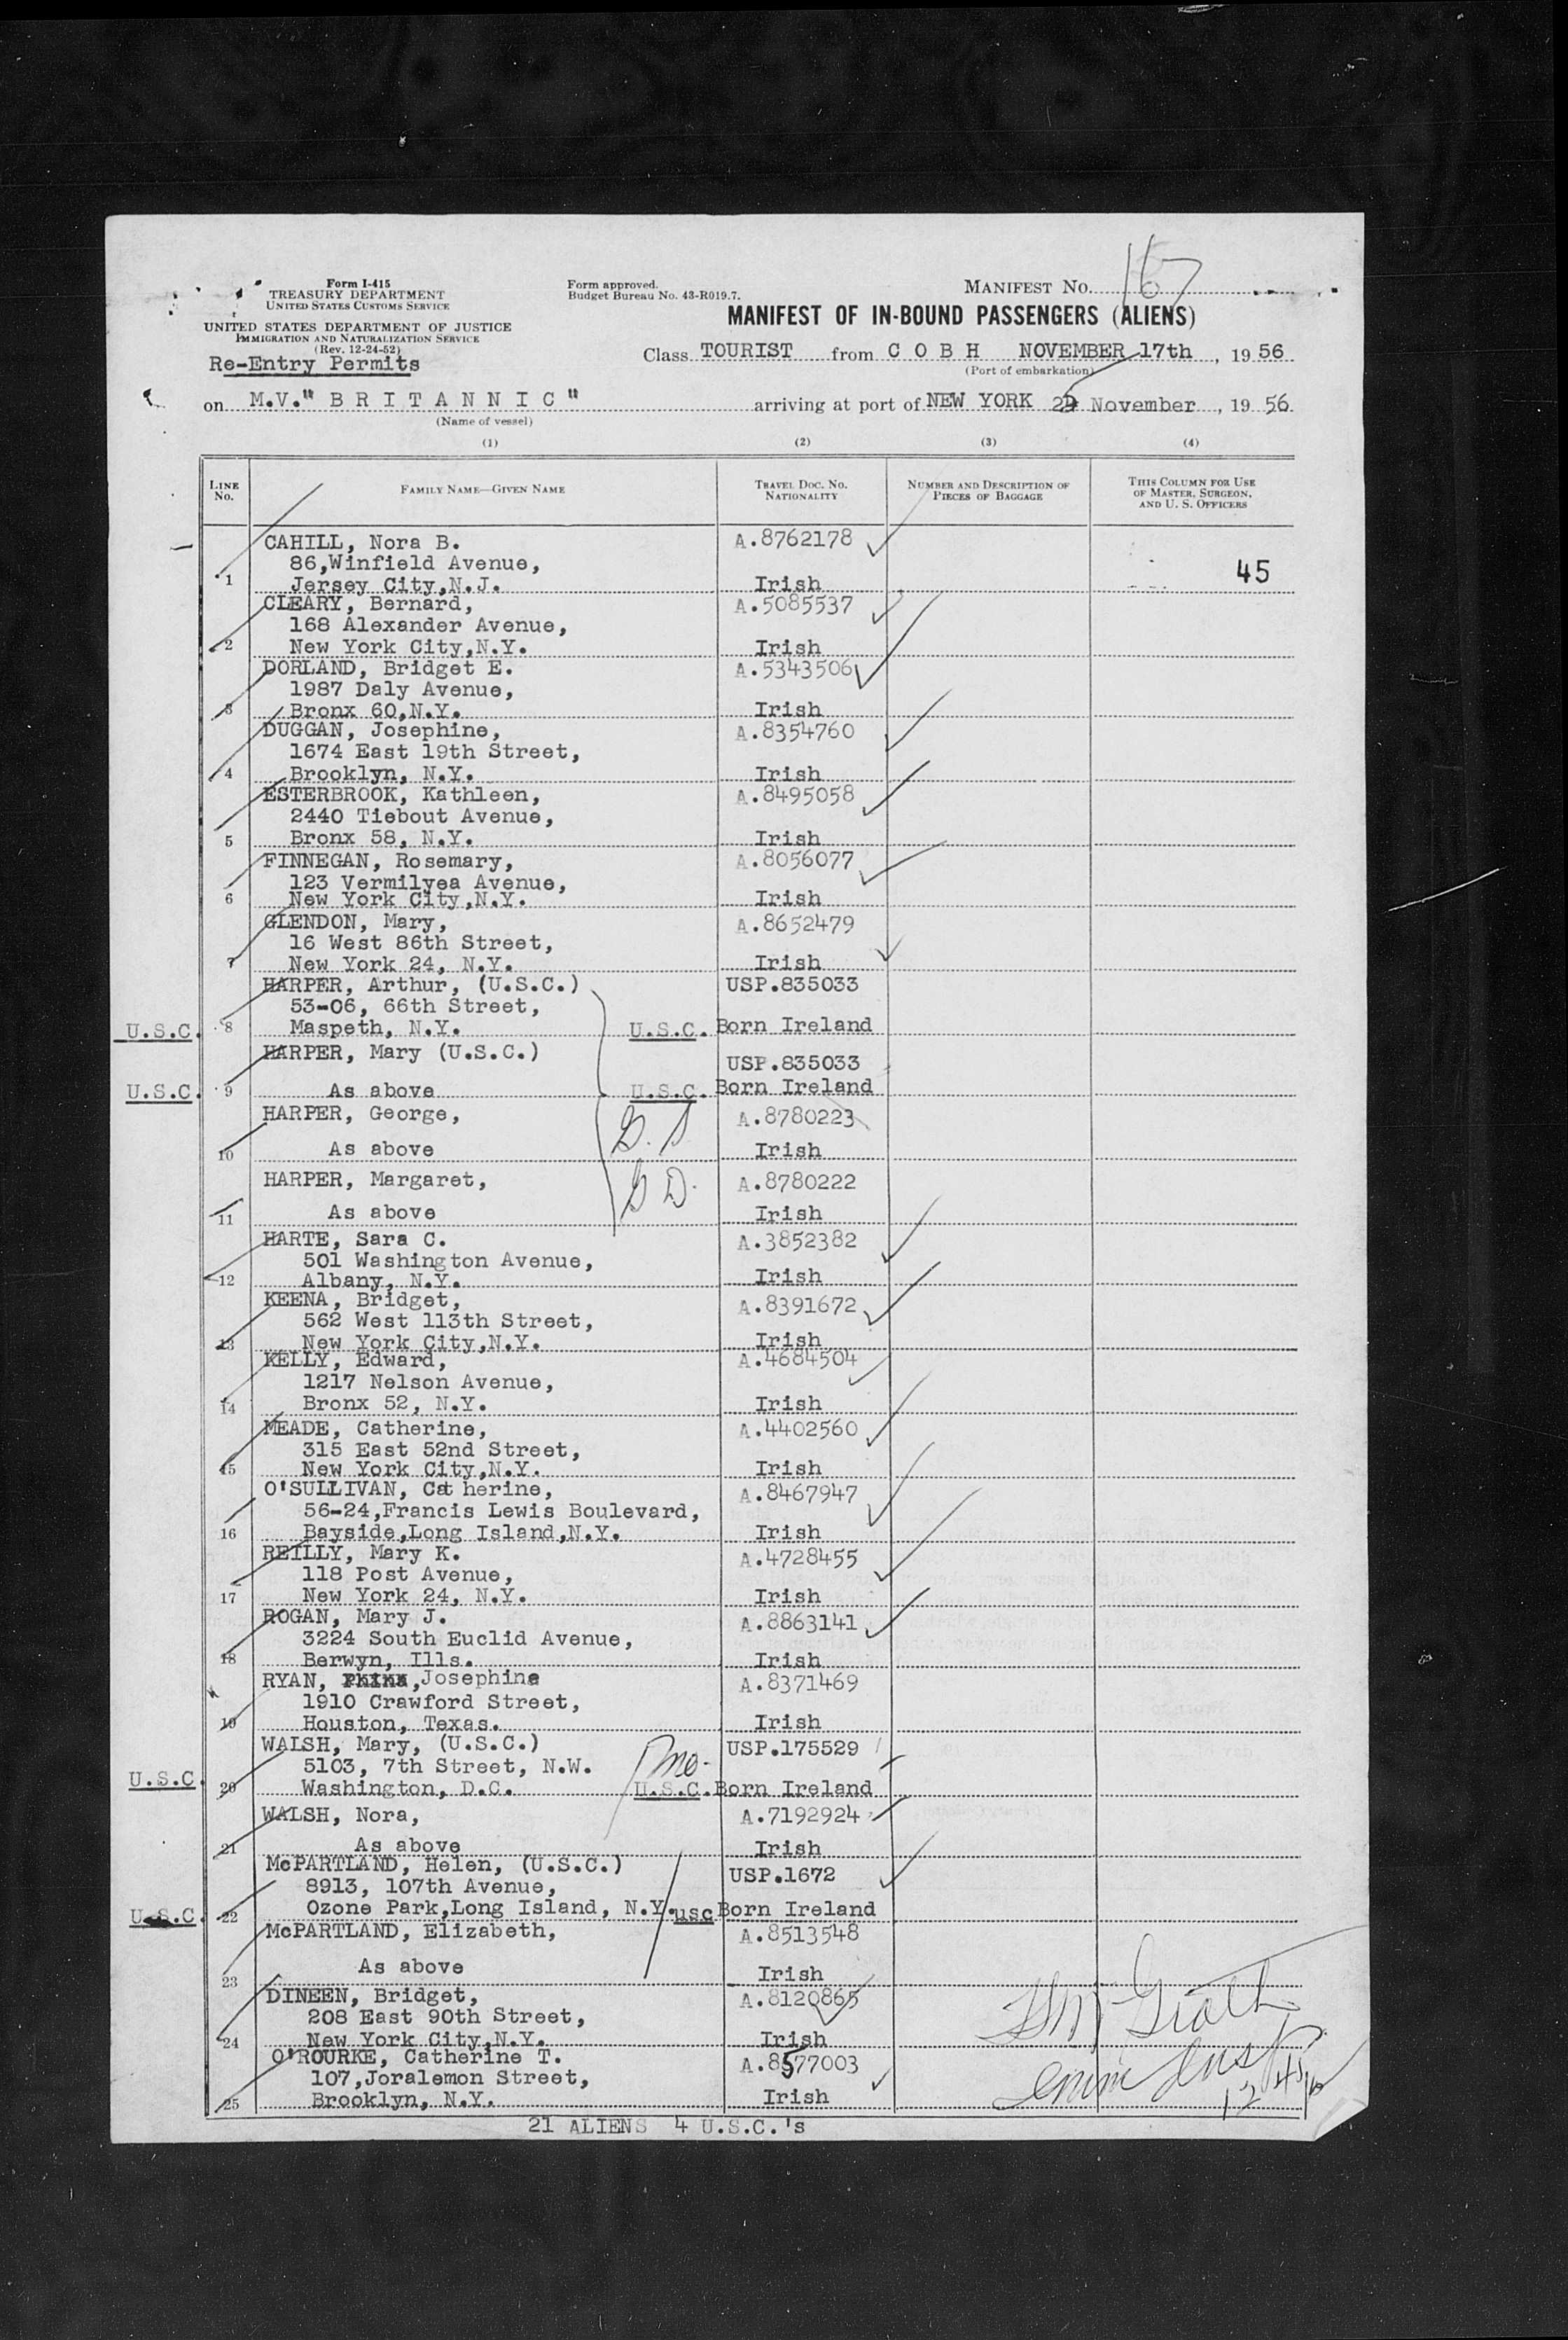 Form I-415
TREASURY DEPARTMENT
UNITED STATES CUSTOMS SERVICE
UNITED STATES DEPARTMENT OF JUSTICE
IMMIGRATION AND NATURALIZATION SERVICE
(Rev. 12-24-52)
Re-Entry Permits
Form approved.
Budget Bureau No. 43-R019.7.
MANIFEST NO. 167
MANIFEST OF IN-BOUND PASSENGERS (ALIENS)
Class TOURIST from C O B H NOVEMBER 17th, 1956
(Port of embarkation)
on M.V." B R I T A N N I C " arriving at port of NEW YORK 25 November, 1956.
(Name of vessel)
(1) (2) (3) (4)
LINE NO. FAMILY NAME—GIVEN NAME TRAVEL DOC. NO. NATIONALITY NUMBER AND DESCRIPTION OF PIECES OF BAGGAGE THIS COLUMN FOR USE OF MASTER, SURGEON, AND U. S. OFFICERS
CAHILL, Nora B. A.8762178
86,Winfield Avenue,
1 Jersey City,N.J. Irish 45
CLEARY, Bernard, A.5085537
168 Alexander Avenue,
2 New York City,N.Y. Irish
DORLAND, Bridget E. A.5343506
1987 Daly Avenue,
3 Bronx 60,N.Y. Irish
DUGGAN, Josephine, A.8354760
1674 East 19th Street,
4 Brooklyn, N.Y. Irish
ESTERBROOK, Kathleen, A.8495058
2440 Tiebout Avenue,
5 Bronx 58, N.Y. Irish
FINNEGAN, Rosemary, A.8056077
123 Vermilyea Avenue,
6 New York City,N.Y. Irish
GLENDON, Mary, A.8652479
16 West 86th Street,
7 New York 24, N.Y. Irish
HARPER, Arthur, (U.S.C.) USP.835033
53-06, 66th Street,
U.S.C. 8 Maspeth, N.Y. U.S.C. Born Ireland
HARPER, Mary (U.S.C.) USP.835033
U.S.C. 9 As above U.S.C. Born Ireland
HARPER, George, A.8780223
10 As above Irish
HARPER, Margaret, A.8780222
11 As above Irish
HARTE, Sara C. A.3852382
501 Washington Avenue,
12 Albany, N.Y. Irish
KEENA, Bridget, A.8391672
562 West 113th Street,
13 New York City,N.Y. Irish
KELLY, Edward, A.4684504
1217 Nelson Avenue,
14 Bronx 52, N.Y. Irish
MEADE, Catherine, A.4402560
315 East 52nd Street,
15 New York City,N.Y. Irish
O'SULLIVAN, Catherine, A.8467947
56-24,Francis Lewis Boulevard,
16 Bayside,Long Island,N.Y. Irish
REILLY, Mary K. A.4728455
118 Post Avenue,
17 New York 24, N.Y. Irish
ROGAN, Mary J. A.8863141
3224 South Euclid Avenue,
18 Berwyn, Ills. Irish
RYAN, Josephine A.8371469
1910 Crawford Street,
19 Houston, Texas. Irish
WALSH, Mary, (U.S.C.) USP.175529
5103, 7th Street, N.W.
U.S.C. 20 Washington, D.C. U.S.C. Born Ireland
WALSH, Nora, A.7192924
21 As above Irish
McPARTLAND, Helen, (U.S.C.) USP.1672
8913, 107th Avenue,
U.S.C. 22 Ozone Park,Long Island, N.Y. usc Born Ireland
McPARTLAND, Elizabeth, A.8513548
23 As above Irish
DINEEN, Bridget, A.8120865
208 East 90th Street,
24 New York City,N.Y. Irish
O'ROURKE, Catherine T. A.8577003
107,Joralemon Street,
25 Brooklyn, N.Y. Irish
21 ALIENS 4 U.S.C.'s